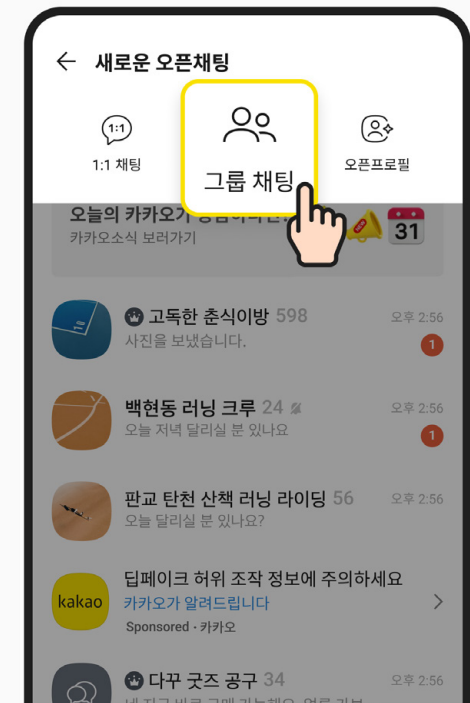 새로운 오픈채팅
1:1
1:1 채팅
그룹 채팅
오픈프로필
오늘의 카카오가
카카오소식 보러가기
31
고독한 춘식이방 598
오후 2:56
사진을 보냈습니다.
1
백현동 러닝 크루 24
오후 2:56
오늘 저녁 달리실 분 있나요
1
판교 탄천 산책 러닝 라이딩 56
오후 2:56
오늘 달리실 분 있나요?
kakao
딥페이크 허위 조작 정보에 주의하세요
카카오가 알려드립니다
Sponsored · 카카오
다꾸 굿즈 공구 34
오후 2:56